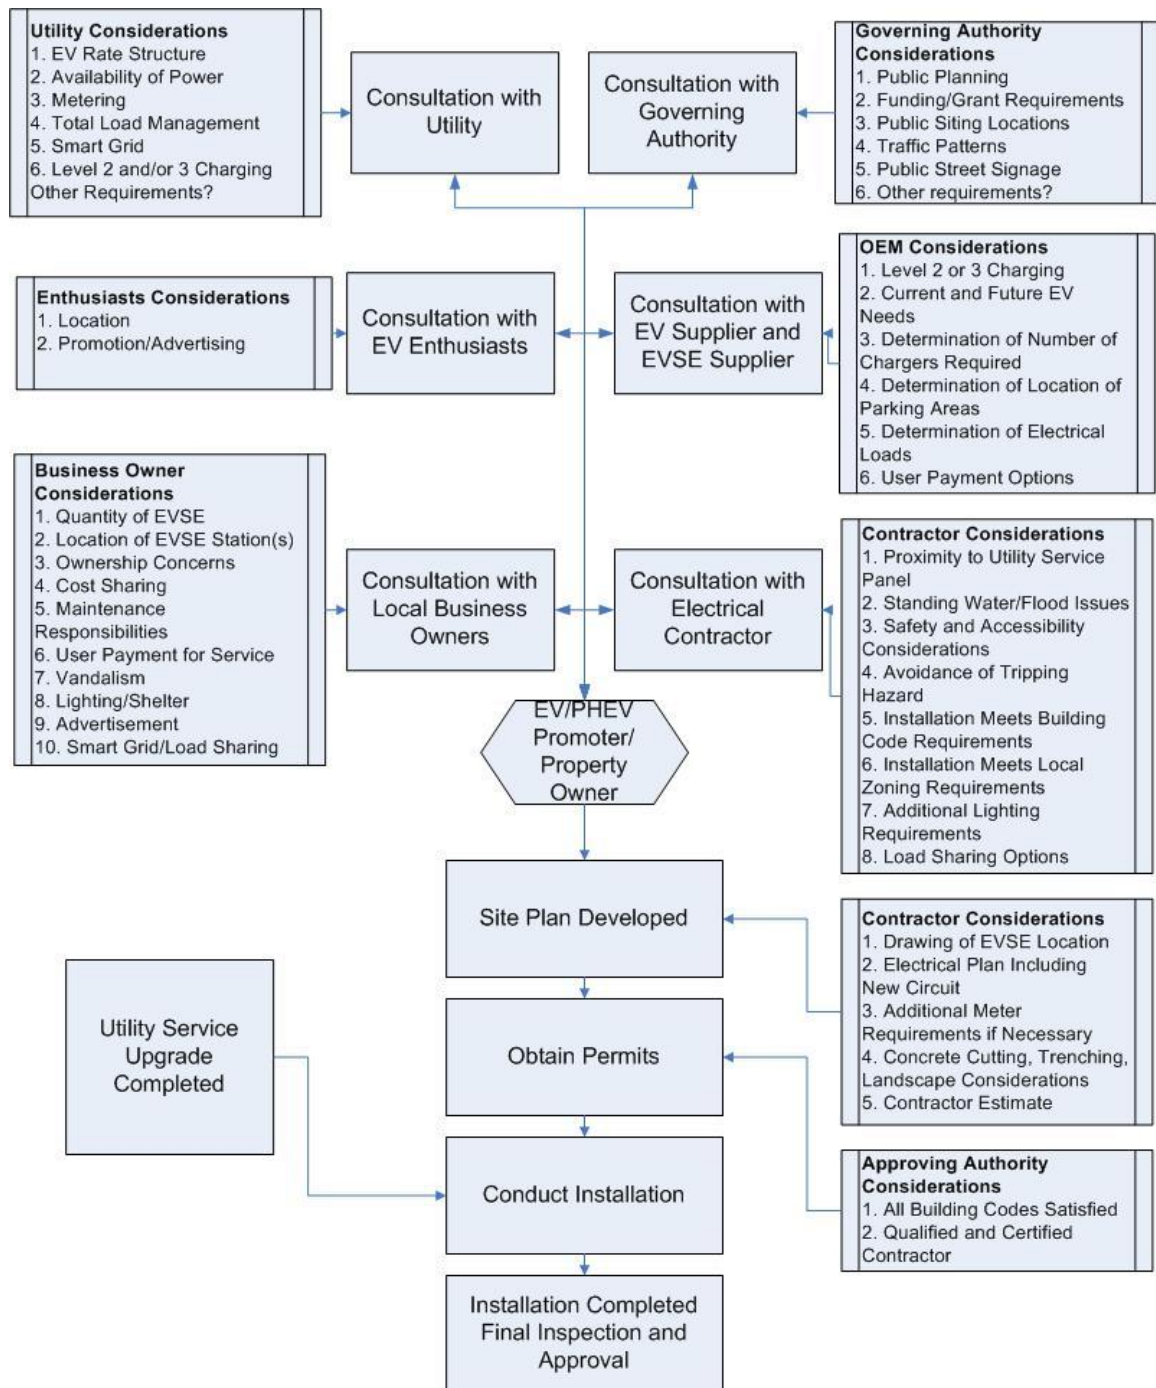 Utility Considerations
1. EV Rate Structure
2. Availability of Power
3. Metering
4. Total Load Management
5. Smart Grid
6. Level 2 and/or 3 Charging
Other Requirements?
Consultation with
Utility
Consultation with
Governing
Authority
Governing Authority
Considerations
1. Public Planning
2. Funding/Grant Requirements
3. Public Siting Locations
4. Traffic Patterns
5. Public Street Signage
6. Other requirements?
Enthusiasts Considerations
1. Location
2. Promotion/Advertising
Consultation with
EV Enthusiasts
Consultation with
EV Supplier and
EVSE Supplier
OEM Considerations
1. Level 2 or 3 Charging
2. Current and Future EV
Needs
3. Determination of Number of
Chargers Required
4. Determination of Location of
Parking Areas
5. Determination of Electrical
Loads
6. User Payment Options
Business Owner
Considerations
1. Quantity of EVSE
2. Location of EVSE Station(s)
3. Ownership Concerns
4. Cost Sharing
5. Maintenance
Responsibilities
6. User Payment for Service
7. Vandalism
8. Lighting/Shelter
9. Advertisement
10. Smart Grid/Load Sharing
Consultation with
Local Business
Owners
Consultation with
Electrical
Contractor
Contractor Considerations
1. Proximity to Utility Service
Panel
2. Standing Water/Flood Issues
3. Safety and Accessibility
Considerations
4. Avoidance of Tripping
Hazard
5. Installation Meets Building
Code Requirements
6. Installation Meets Local
Zoning Requirements
7. Additional Lighting
Requirements
8. Load Sharing Options
EV/PHEV
Promoter/
Property
Owner
Site Plan Developed
Contractor Considerations
1. Drawing of EVSE Location
2. Electrical Plan Including
New Circuit
3. Additional Meter
Requirements if Necessary
4. Concrete Cutting, Trenching,
Landscape Considerations
5. Contractor Estimate
Utility Service
Upgrade
Completed
Obtain Permits
Conduct Installation
Approving Authority
Considerations
1. All Building Codes Satisfied
2. Qualified and Certified
Contractor
Installation Completed
Final Inspection and
Approval